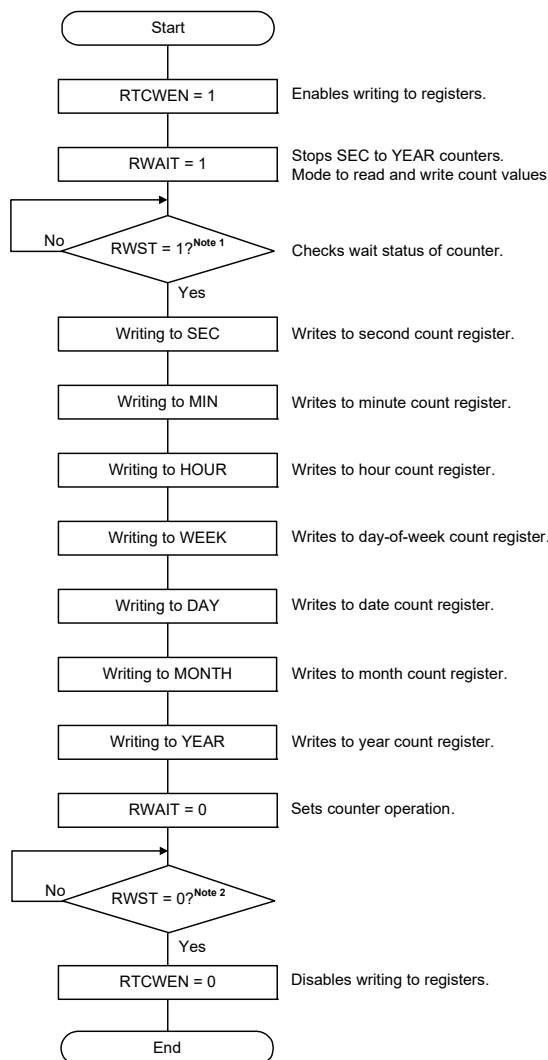 Start
RTCWEN = 1
Enables writing to registers.
RWAIT = 1
Stops SEC to YEAR counters.
Mode to read and write count values
No
RWST = 1?Note 1
Checks wait status of counter.
Yes
Writing to SEC
Writes to second count register.
Writing to MIN
Writes to minute count register.
Writing to HOUR
Writes to hour count register.
Writing to WEEK
Writes to day-of-week count register.
Writing to DAY
Writes to date count register.
Writing to MONTH
Writes to month count register.
Writing to YEAR
Writes to year count register.
RWAIT = 0
Sets counter operation.
No
RWST = 0?Note 2
Yes
RTCWEN = 0
Disables writing to registers.
End